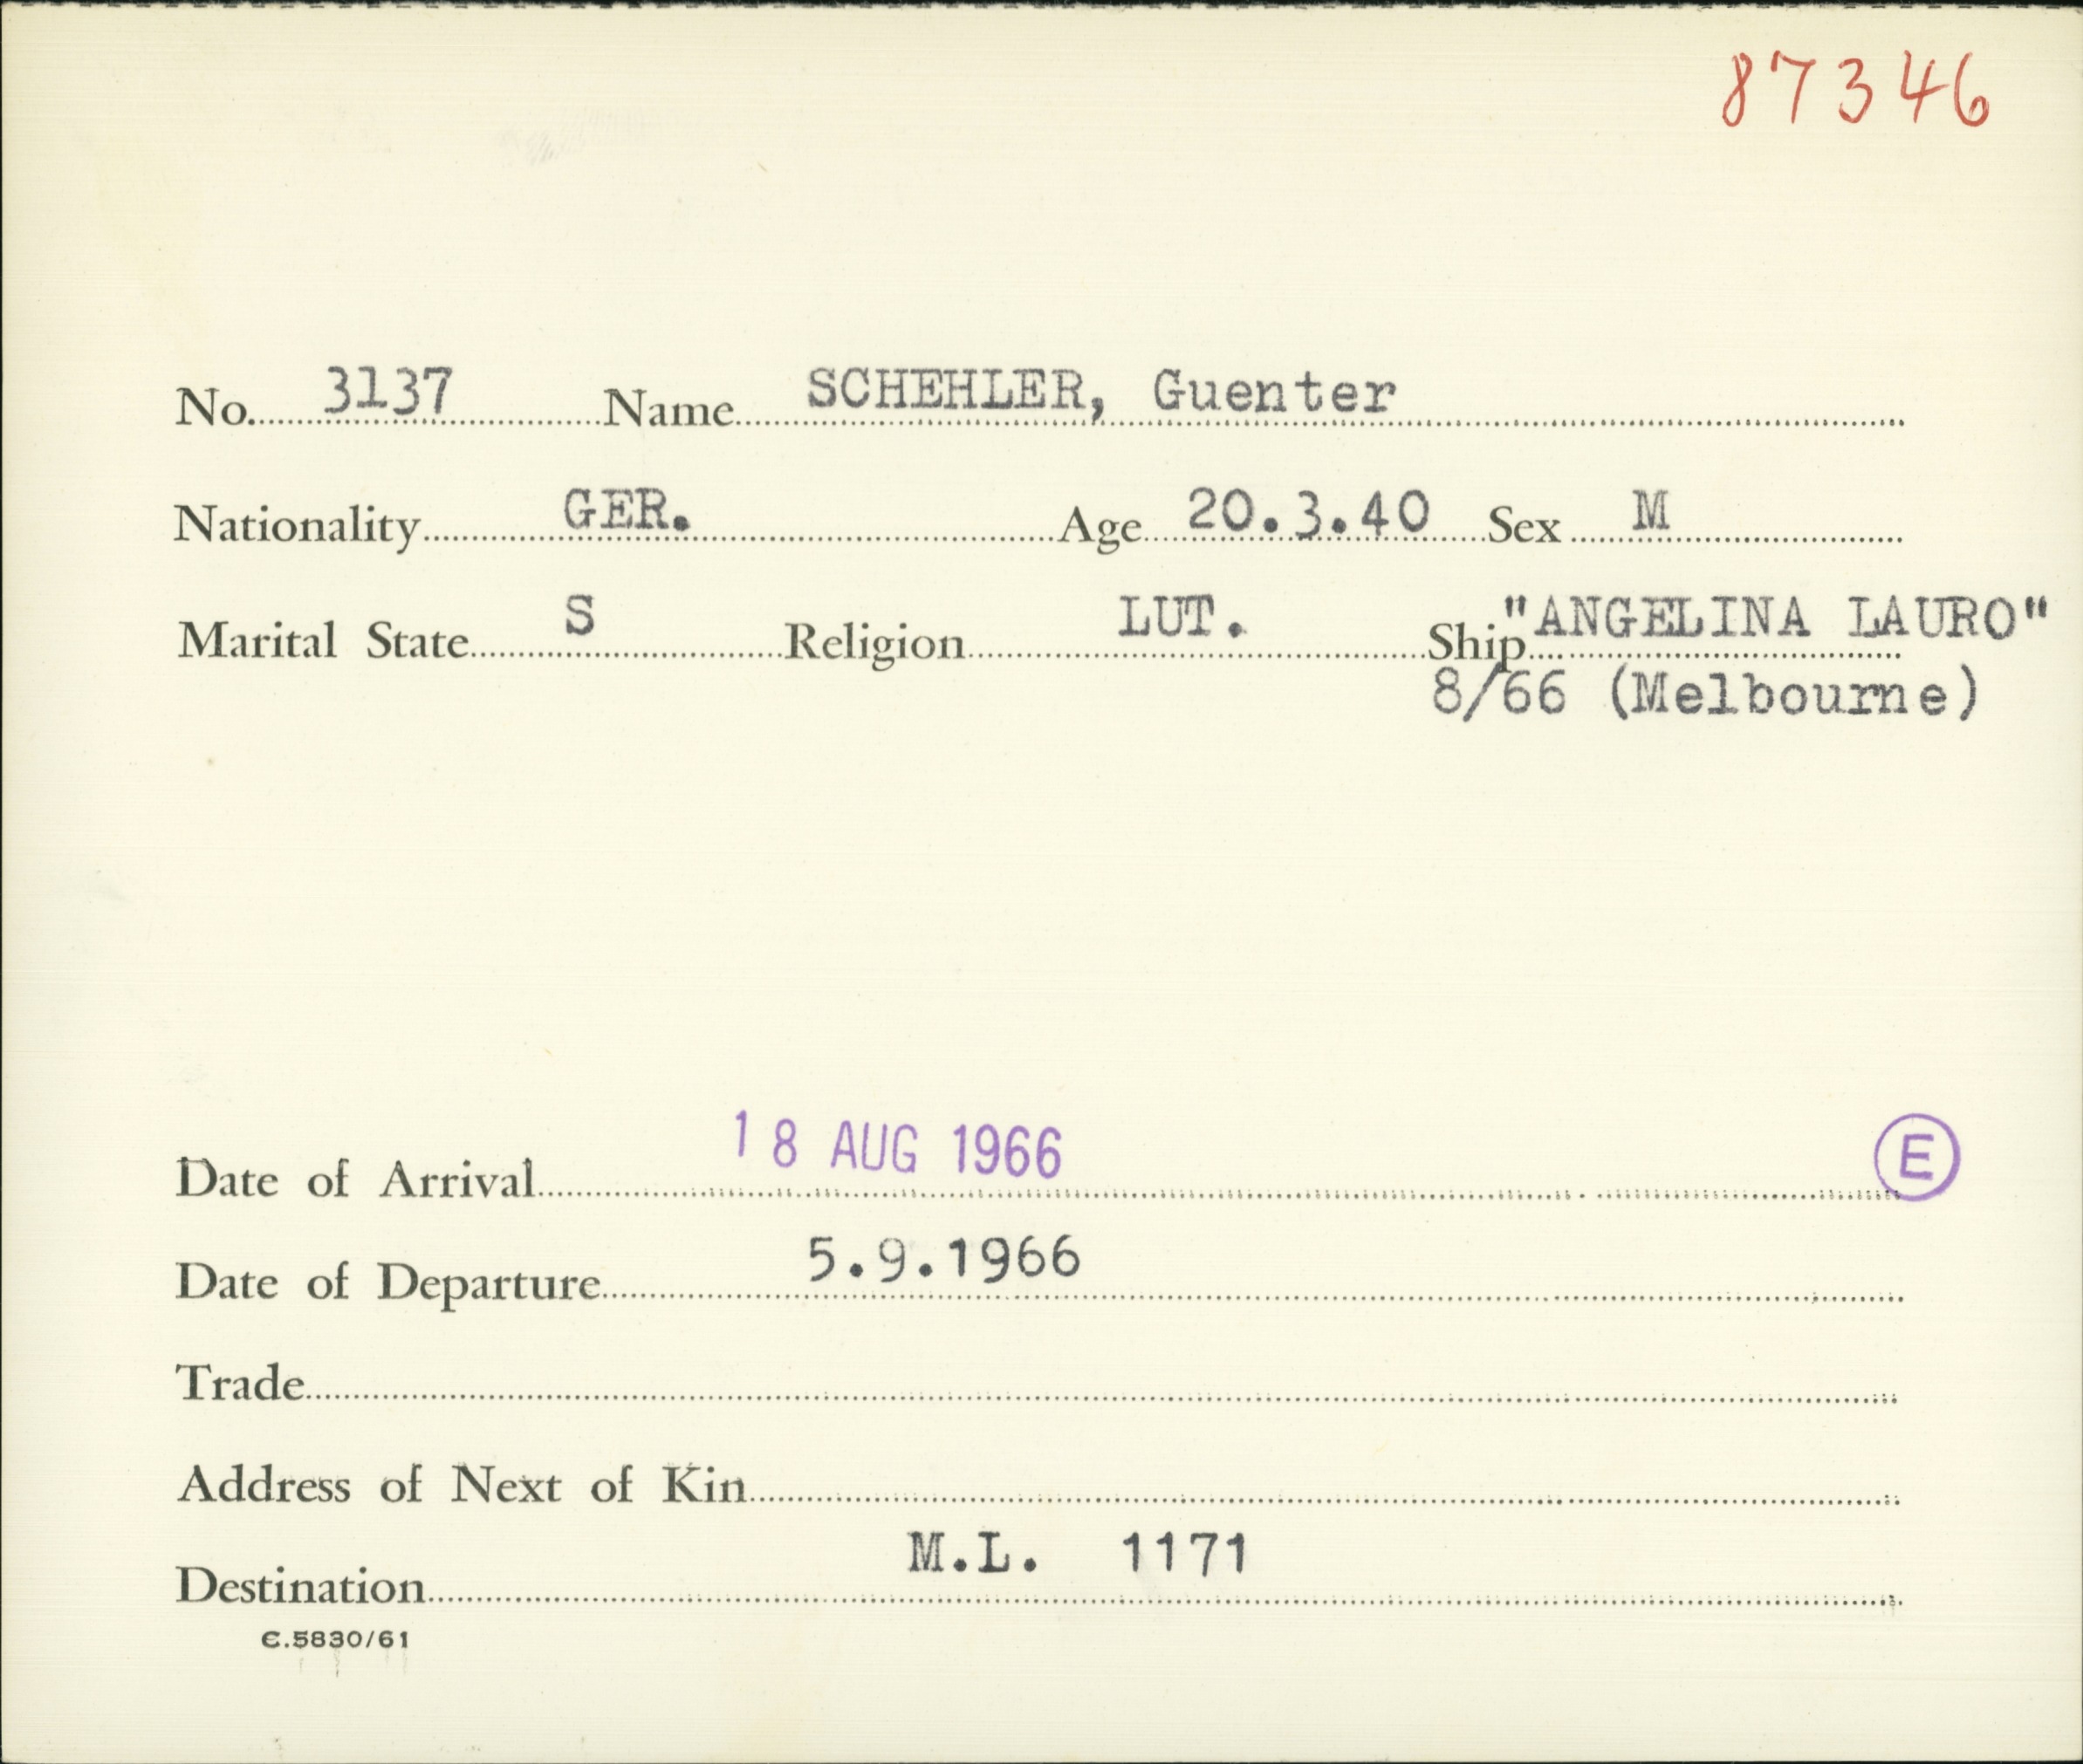 87346
No. 3137 Name SCHEHLER, Guenter
Nationality GER. Age 20.3.40 Sex M
Marital State S Religion LUT. Ship "ANGELINA LAURO"
8/66 (Melbourne)
Date of Arrival 18 AUG 1966 E
Date of Departure 5.9.1966
Trade
Address of Next of Kin
Destination M.L. 1171
C.5830/61